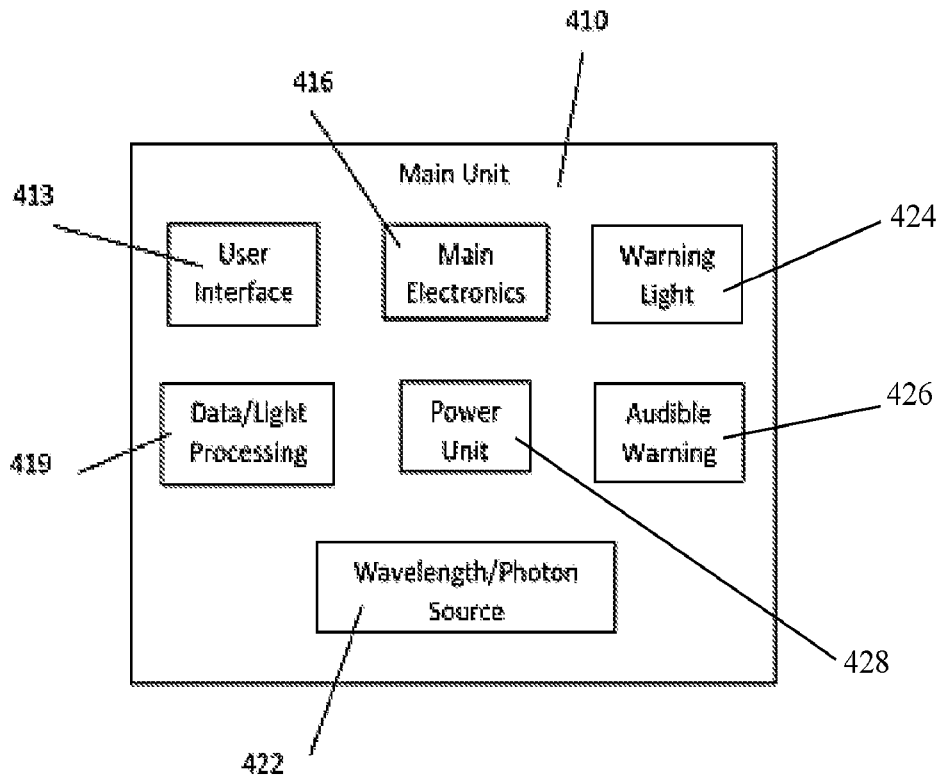 410
416
Main Unit
413
424
User
Interface
Main
Electronics
Warning
Light
Data/Light
Processing
Power
Unit
Audible
Warning
426
419
Wavelength/Photon
Source
428
422